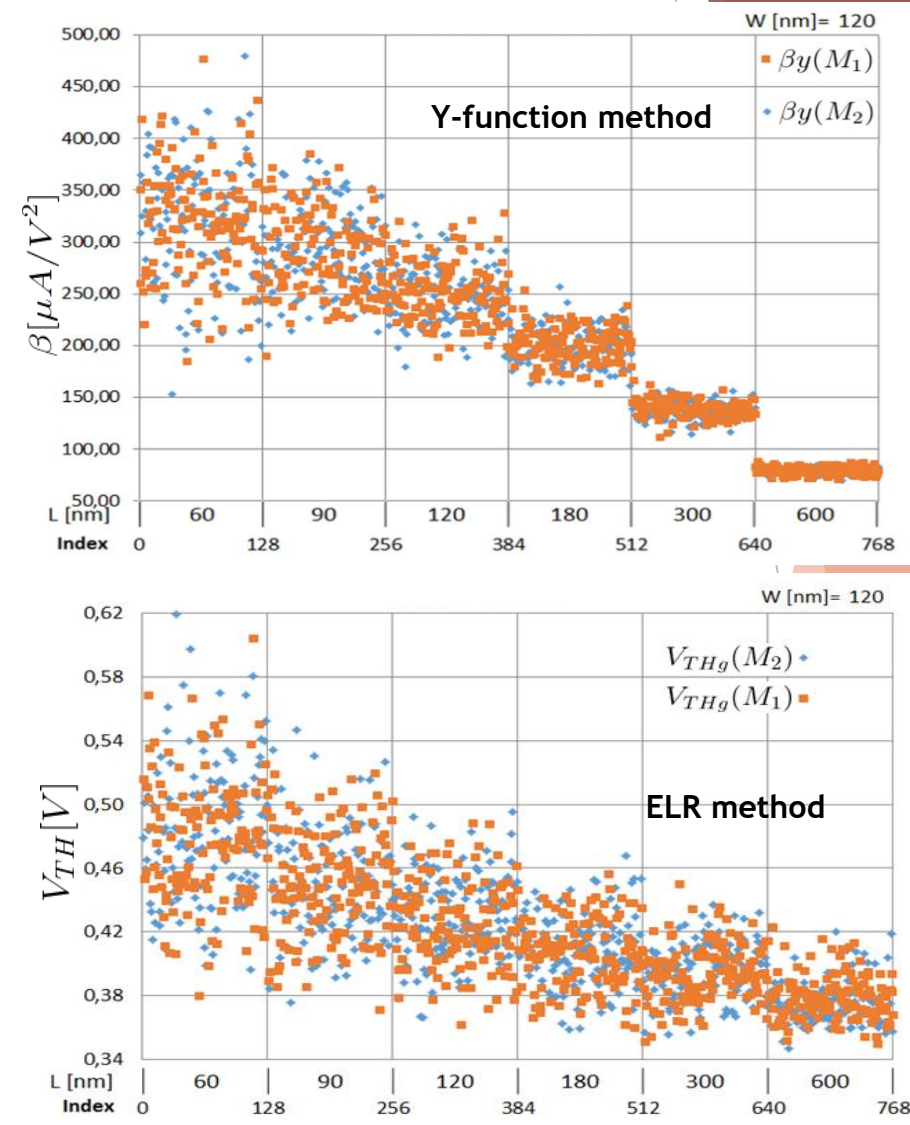 W [nm]= 120
500,00
βy(M₁)
450,00
Y-function method
βy(M₂)
400,00
350,00
300,00
250,00
200,00
150,00
100,00
50,00
β[μA/V²]
L [nm] 60 90 120 180 300 600
Index 0 128 256 384 512 640 768
W [nm]= 120
0,62
V_THg(M₂)
0,58
V_THg(M₁)
0,54
0,50
ELR method
0,46
0,42
0,38
0,34
V_TH[V]
L [nm] 60 90 120 180 300 600
Index 0 128 256 384 512 640 768